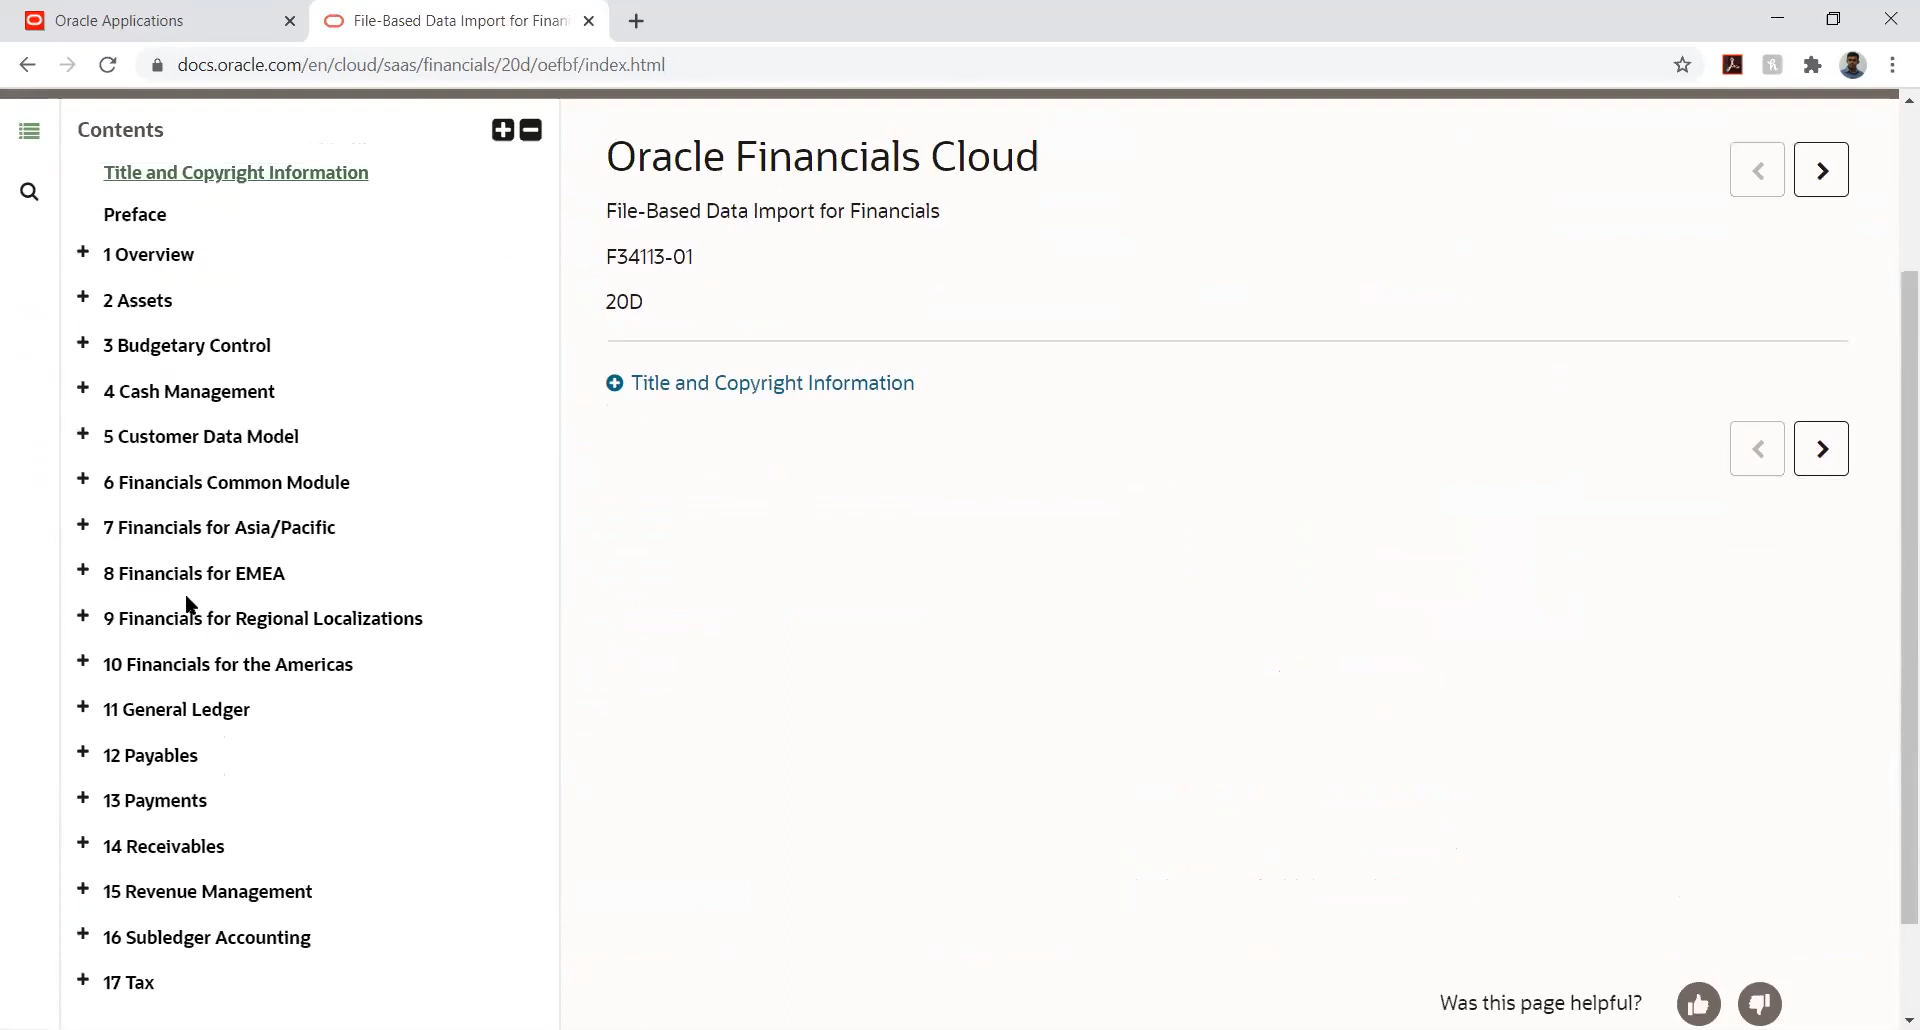 Oracle Applications
File-Based Data Import for Finan
docs.oracle.com/en/cloud/saas/financials/20d/oefbf/index.html
Contents
Title and Copyright Information
Preface
1 Overview
2 Assets
3 Budgetary Control
4 Cash Management
5 Customer Data Model
6 Financials Common Module
7 Financials for Asia/Pacific
8 Financials for EMEA
9 Financials for Regional Localizations
10 Financials for the Americas
11 General Ledger
12 Payables
13 Payments
14 Receivables
15 Revenue Management
16 Subledger Accounting
17 Tax
Oracle Financials Cloud
File-Based Data Import for Financials
F34113-01
20D
Title and Copyright Information
Was this page helpful?